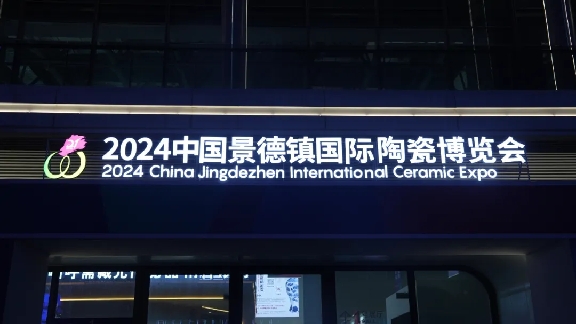 2024中国景德镇国际陶瓷博览会
2024 China Jingdezhen International Ceramic Expo